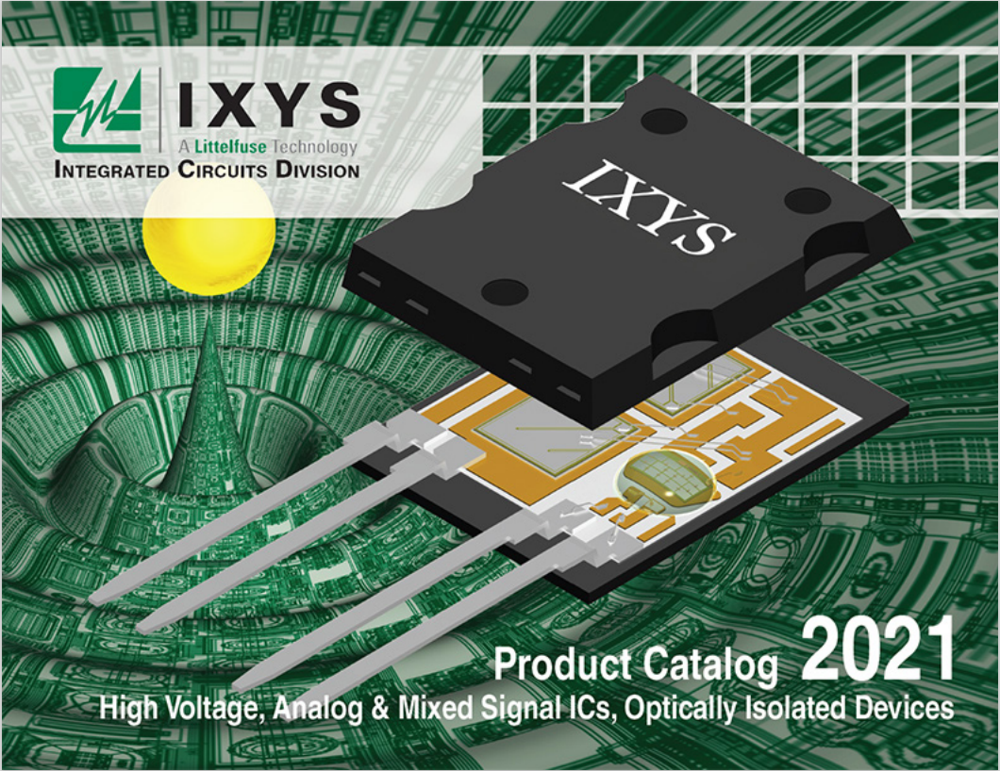 IXYS
A Littelfuse Technology
INTEGRATED CIRCUITS DIVISION
IXYS
Product Catalog 2021
High Voltage, Analog & Mixed Signal ICs, Optically Isolated Devices